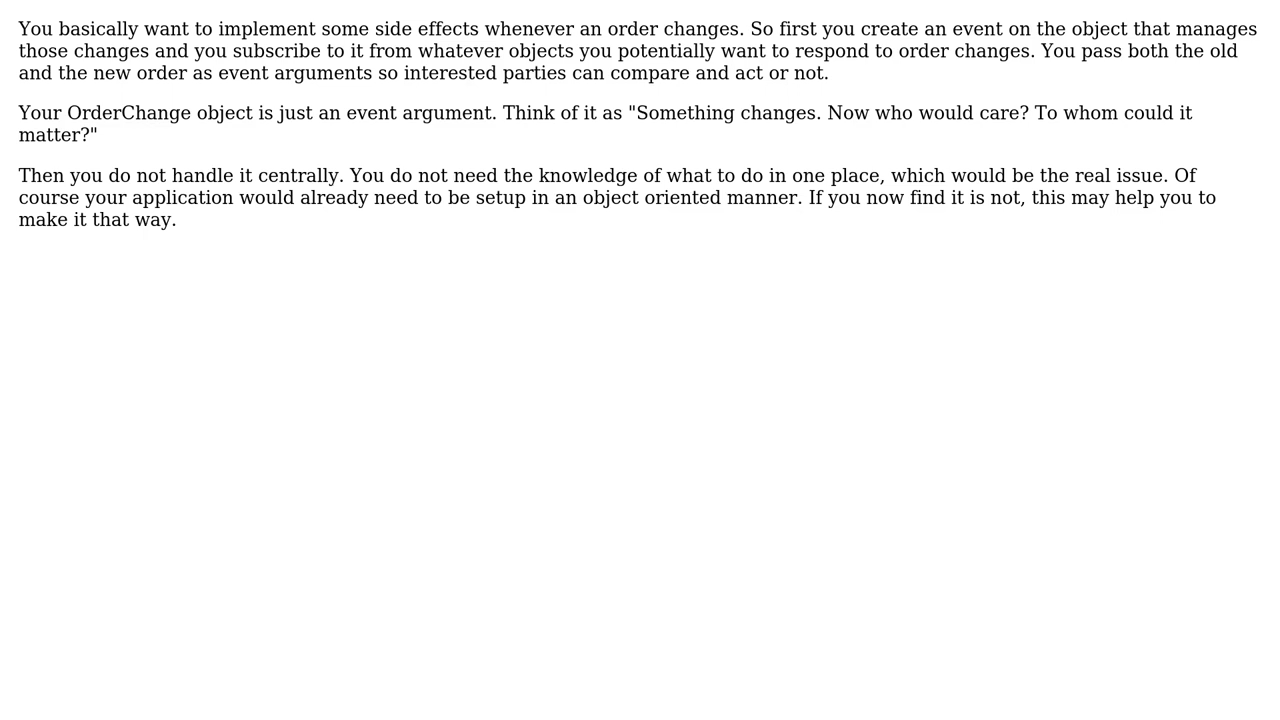 You basically want to implement some side effects whenever an order changes. So first you create an event on the object that manages
those changes and you subscribe to it from whatever objects you potentially want to respond to order changes. You pass both the old
and the new order as event arguments so interested parties can compare and act or not.
Your OrderChange object is just an event argument. Think of it as "Something changes. Now who would care? To whom could it
matter?"
Then you do not handle it centrally. You do not need the knowledge of what to do in one place, which would be the real issue. Of
course your application would already need to be setup in an object oriented manner. If you now find it is not, this may help you to
make it that way.